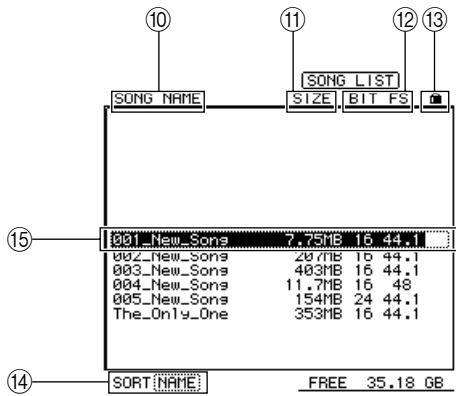 ⑩ ⑪ ⑫ ⑬
SONG LIST
SONG NAME SIZE BIT FS
⑮
001_New_Song 7.75MB 16 44.1
002_New_Song 207MB 16 44.1
003_New_Song 403MB 16 44.1
004_New_Song 11.7MB 16 48
005_New_Song 154MB 24 44.1
The_Only_One 353MB 16 44.1
⑭
SORT NAME FREE 35.18 GB